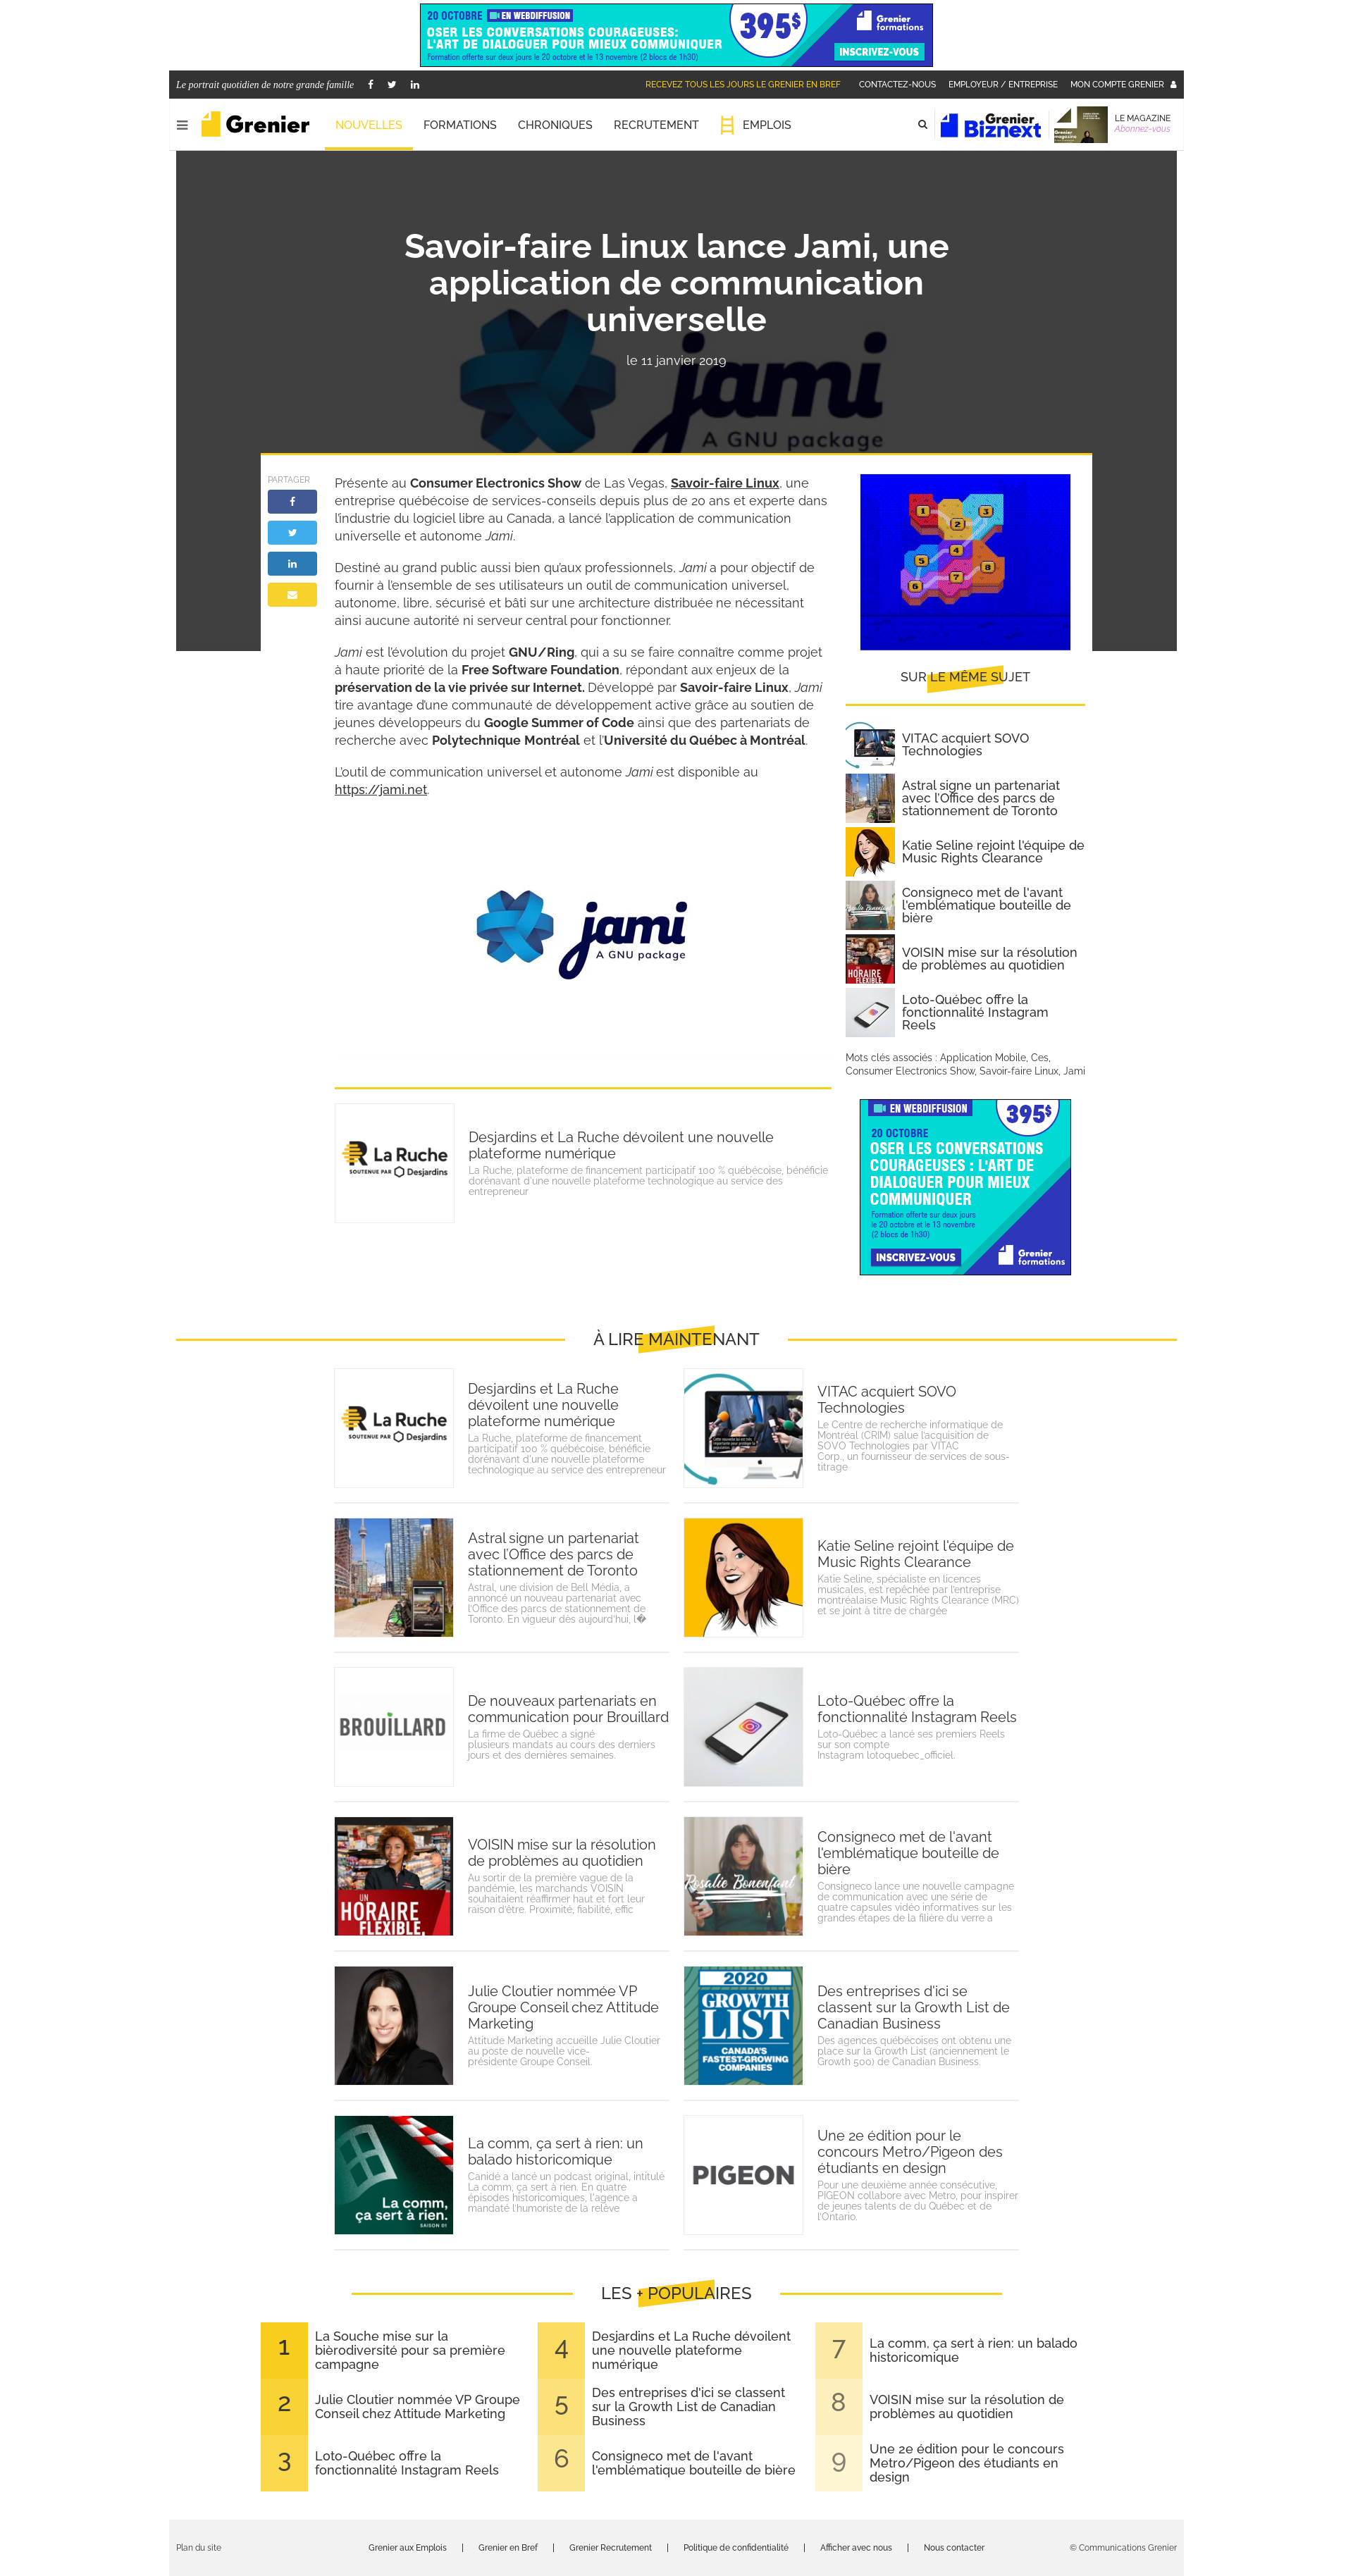 20 OCTOBRE EN WEBDIFFUSION
OSER LES CONVERSATIONS COURAGEUSES:
L'ART DE DIALOGUER POUR MIEUX COMMUNIQUER
Formation offerte sur deux jours le 20 octobre et le 13 novembre (2 blocs de 1h30)
395$
Grenier
formations
INSCRIVEZ-VOUS
Le portrait quotidien de notre grande famille
RECEVEZ TOUS LES JOURS LE GRENIER EN BREF CONTACTEZ-NOUS EMPLOYEUR / ENTREPRISE MON COMPTE GRENIER
Grenier NOUVELLES FORMATIONS CHRONIQUES RECRUTEMENT EMPLOIS
Grenier
Biznext
Grenier
magazine
LE MAGAZINE
Abonnez-vous
Savoir-faire Linux lance Jami, une
application de communication
universelle
le 11 janvier 2019
jami
A GNU package
PARTAGER
Présente au Consumer Electronics Show de Las Vegas, Savoir-faire Linux, une
entreprise québécoise de services-conseils depuis plus de 20 ans et experte dans
l'industrie du logiciel libre au Canada, a lancé l'application de communication
universelle et autonome Jami.
Destiné au grand public aussi bien qu'aux professionnels, Jami a pour objectif de
fournir à l'ensemble de ses utilisateurs un outil de communication universel,
autonome, libre, sécurisé et bâti sur une architecture distribuée ne nécessitant
ainsi aucune autorité ni serveur central pour fonctionner.
Jami est l'évolution du projet GNU/Ring, qui a su se faire connaître comme projet
à haute priorité de la Free Software Foundation, répondant aux enjeux de la
préservation de la vie privée sur Internet. Développé par Savoir-faire Linux, Jami
tire avantage d'une communauté de développement active grâce au soutien de
jeunes développeurs du Google Summer of Code ainsi que des partenariats de
recherche avec Polytechnique Montréal et l'Université du Québec à Montréal.
L'outil de communication universel et autonome Jami est disponible au
https://jami.net.
jami
A GNU package
La Ruche
SOUTENUE PAR Desjardins
Desjardins et La Ruche dévoilent une nouvelle
plateforme numérique
La Ruche, plateforme de financement participatif 100 % québécoise, bénéficie
dorénavant d'une nouvelle plateforme technologique au service des
entrepreneur
1
2
3
4
5
6
7
8
SUR LE MÊME SUJET
VITAC acquiert SOVO
Technologies
Astral signe un partenariat
avec l'Office des parcs de
stationnement de Toronto
Katie Seline rejoint l'équipe de
Music Rights Clearance
Rosalie Bonenfant
Consigneco met de l'avant
l'emblématique bouteille de
bière
HORAIRE
FLEXIBLE,
VOISIN mise sur la résolution
de problèmes au quotidien
Loto-Québec offre la
fonctionnalité Instagram
Reels
Mots clés associés : Application Mobile, Ces,
Consumer Electronics Show, Savoir-faire Linux, Jami
EN WEBDIFFUSION
395$
20 OCTOBRE
OSER LES CONVERSATIONS
COURAGEUSES : L'ART DE
DIALOGUER POUR MIEUX
COMMUNIQUER
Formation offerte sur deux jours
le 20 octobre et le 13 novembre
(2 blocs de 1h30)
INSCRIVEZ-VOUS
Grenier
formations
À LIRE MAINTENANT
La Ruche
SOUTENUE PAR Desjardins
Desjardins et La Ruche
dévoilent une nouvelle
plateforme numérique
La Ruche, plateforme de financement
participatif 100 % québécoise, bénéficie
dorénavant d'une nouvelle plateforme
technologique au service des entrepreneur
VITAC acquiert SOVO
Technologies
Le Centre de recherche informatique de
Montréal (CRIM) salue l'acquisition de
SOVO Technologies par VITAC
Corp., un fournisseur de services de sous-
titrage
Astral signe un partenariat
avec l'Office des parcs de
stationnement de Toronto
Astral, une division de Bell Média, a
annoncé un nouveau partenariat avec
l'Office des parcs de stationnement de
Toronto. En vigueur dès aujourd'hui, l�
Katie Seline rejoint l'équipe de
Music Rights Clearance
Katie Seline, spécialiste en licences
musicales, est repêchée par l'entreprise
montréalaise Music Rights Clearance (MRC)
et se joint à titre de chargée
BROUILLARD
De nouveaux partenariats en
communication pour Brouillard
La firme de Québec a signé
plusieurs mandats au cours des derniers
jours et des dernières semaines.
Loto-Québec offre la
fonctionnalité Instagram Reels
Loto-Québec a lancé ses premiers Reels
sur son compte
Instagram lotoquebec_officiel.
UN
HORAIRE
FLEXIBLE,
VOISIN mise sur la résolution
de problèmes au quotidien
Au sortir de la première vague de la
pandémie, les marchands VOISIN
souhaitaient réaffirmer haut et fort leur
raison d'être. Proximité, fiabilité, effic
Rosalie Bonenfant
Consigneco met de l'avant
l'emblématique bouteille de
bière
Consigneco lance une nouvelle campagne
de communication avec une série de
quatre capsules vidéo informatives sur les
grandes étapes de la filière du verre a
Julie Cloutier nommée VP
Groupe Conseil chez Attitude
Marketing
Attitude Marketing accueille Julie Cloutier
au poste de nouvelle vice-
présidente Groupe Conseil.
2020
GROWTH
LIST
CANADA'S
FASTEST-GROWING
COMPANIES
Des entreprises d'ici se
classent sur la Growth List de
Canadian Business
Des agences québécoises ont obtenu une
place sur la Growth List (anciennement le
Growth 500) de Canadian Business.
La comm,
ça sert à rien.
SAISON 01
La comm, ça sert à rien: un
balado historicomique
Canidé a lancé un podcast original, intitulé
La comm, ça sert à rien. En quatre
épisodes historicomiques, l'agence a
mandaté l'humoriste de la relève
PIGEON
Une 2e édition pour le
concours Metro/Pigeon des
étudiants en design
Pour une deuxième année consécutive,
PIGEON collabore avec Metro, pour inspirer
de jeunes talents de du Québec et de
l'Ontario.
LES + POPULAIRES
1
La Souche mise sur la
bièrodiversité pour sa première
campagne
2
Julie Cloutier nommée VP Groupe
Conseil chez Attitude Marketing
3
Loto-Québec offre la
fonctionnalité Instagram Reels
4
Desjardins et La Ruche dévoilent
une nouvelle plateforme
numérique
5
Des entreprises d'ici se classent
sur la Growth List de Canadian
Business
6
Consigneco met de l'avant
l'emblématique bouteille de bière
7
La comm, ça sert à rien: un balado
historicomique
8
VOISIN mise sur la résolution de
problèmes au quotidien
9
Une 2e édition pour le concours
Metro/Pigeon des étudiants en
design
Plan du site Grenier aux Emplois | Grenier en Bref | Grenier Recrutement | Politique de confidentialité | Afficher avec nous | Nous contacter © Communications Grenier